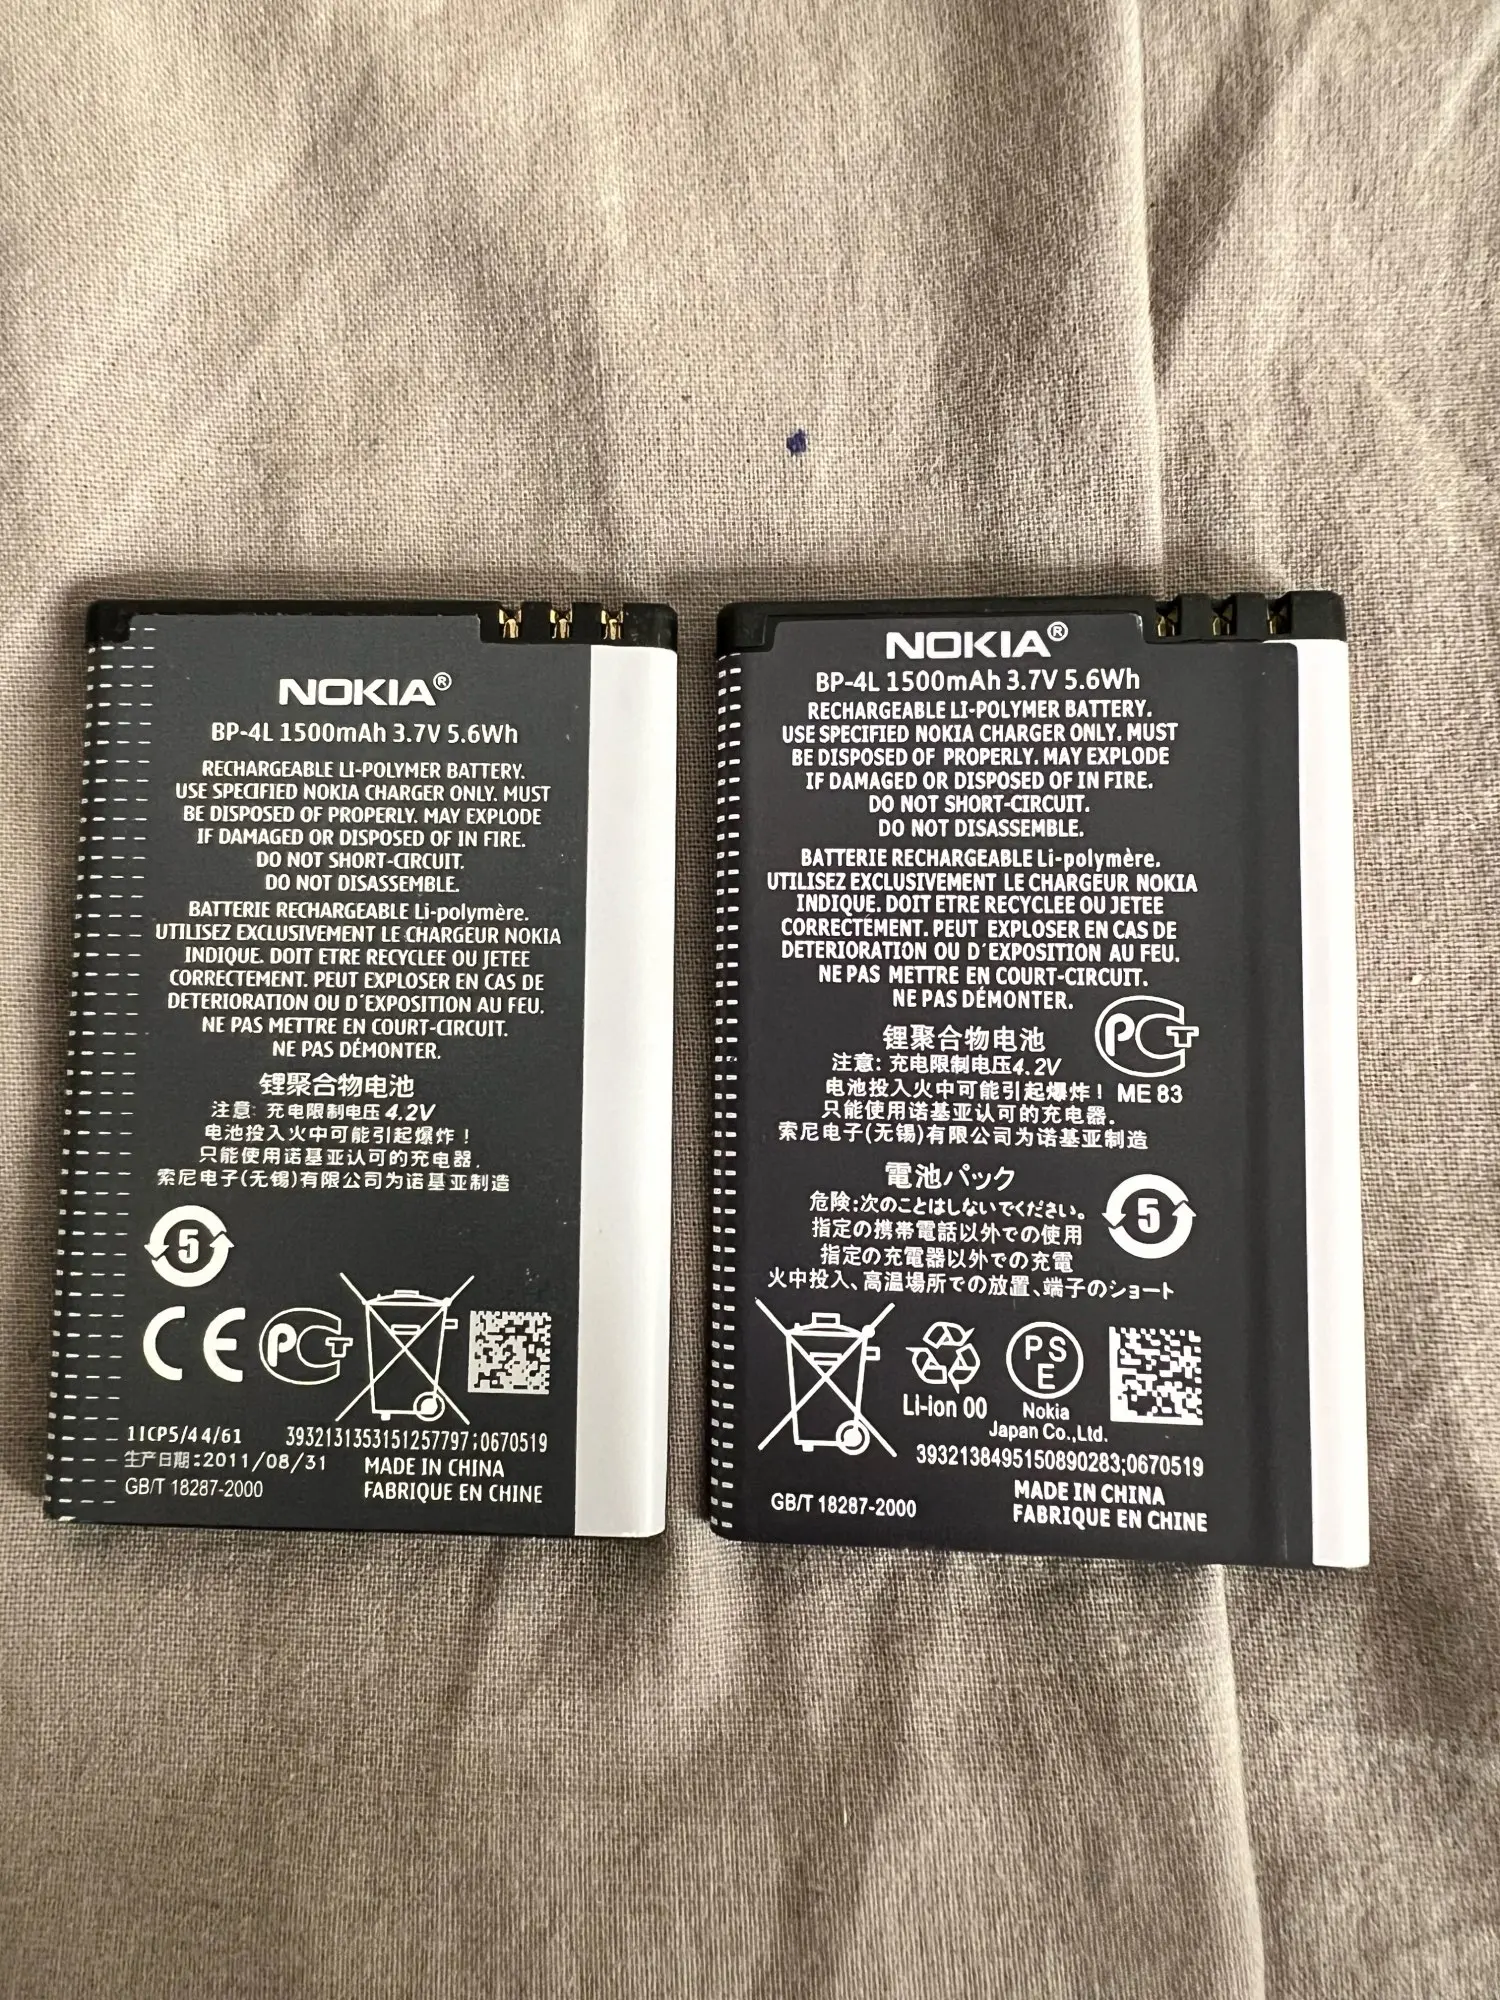 NOKIA®
BP-4L 1500mAh 3.7V 5.6Wh
RECHARGEABLE LI-POLYMER BATTERY.
USE SPECIFIED NOKIA CHARGER ONLY. MUST
BE DISPOSED OF PROPERLY. MAY EXPLODE
IF DAMAGED OR DISPOSED OF IN FIRE.
DO NOT SHORT-CIRCUIT.
DO NOT DISASSEMBLE.
BATTERIE RECHARGEABLE Li-polymère.
UTILISEZ EXCLUSIVEMENT LE CHARGEUR NOKIA
INDIQUE. DOIT ETRE RECYCLEE OU JETEE
CORRECTEMENT. PEUT EXPLOSER EN CAS DE
DETERIORATION OU D´EXPOSITION AU FEU.
NE PAS METTRE EN COURT-CIRCUIT.
NE PAS DÉMONTER.
锂聚合物电池
注意: 充电限制电压 4.2V
电池投入火中可能引起爆炸！
只能使用诺基亚认可的充电器.
索尼电子(无锡)有限公司为诺基亚制造
5
CE PCT
1ICP5/44/61 3932131353151257797;0670519
生产日期:2011/08/31 MADE IN CHINA
GB/T 18287-2000 FABRIQUE EN CHINE
NOKIA®
BP-4L 1500mAh 3.7V 5.6Wh
RECHARGEABLE LI-POLYMER BATTERY.
USE SPECIFIED NOKIA CHARGER ONLY. MUST
BE DISPOSED OF PROPERLY. MAY EXPLODE
IF DAMAGED OR DISPOSED OF IN FIRE.
DO NOT SHORT-CIRCUIT.
DO NOT DISASSEMBLE.
BATTERIE RECHARGEABLE Li-polymère.
UTILISEZ EXCLUSIVEMENT LE CHARGEUR NOKIA
INDIQUE. DOIT ETRE RECYCLEE OU JETEE
CORRECTEMENT. PEUT EXPLOSER EN CAS DE
DETERIORATION OU D´EXPOSITION AU FEU.
NE PAS METTRE EN COURT-CIRCUIT.
NE PAS DÉMONTER.
锂聚合物电池 PCT
注意: 充电限制电压4.2V
电池投入火中可能引起爆炸！ ME 83
只能使用诺基亚认可的充电器.
索尼电子(无锡)有限公司为诺基亚制造
電池パック
危険:次のことはしないでください。 5
指定の携帯電話以外での使用
指定の充電器以外での充電
火中投入、高温場所での放置、端子のショート
PSE
Li-ion 00 Nokia
Japan Co.,Ltd.
3932138495150890283;0670519
GB/T 18287-2000 MADE IN CHINA
FABRIQUE EN CHINE